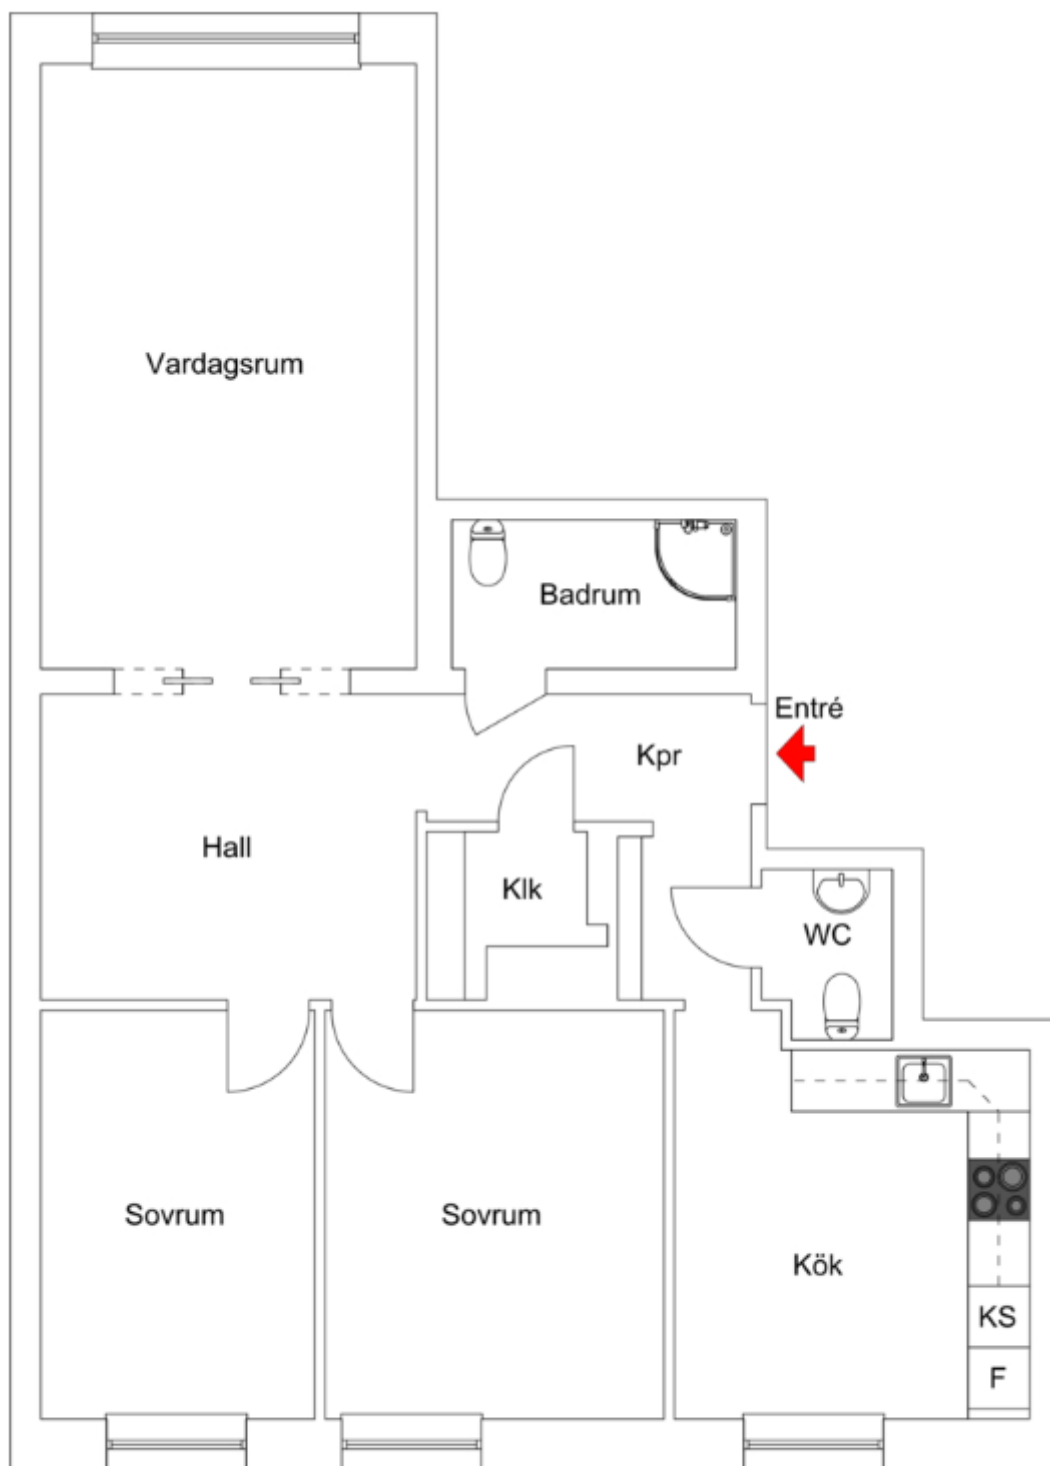 Vardagsrum
Badrum
Entré
Kpr
Hall
Klk
WC
Sovrum
Sovrum
Kök
KS
F